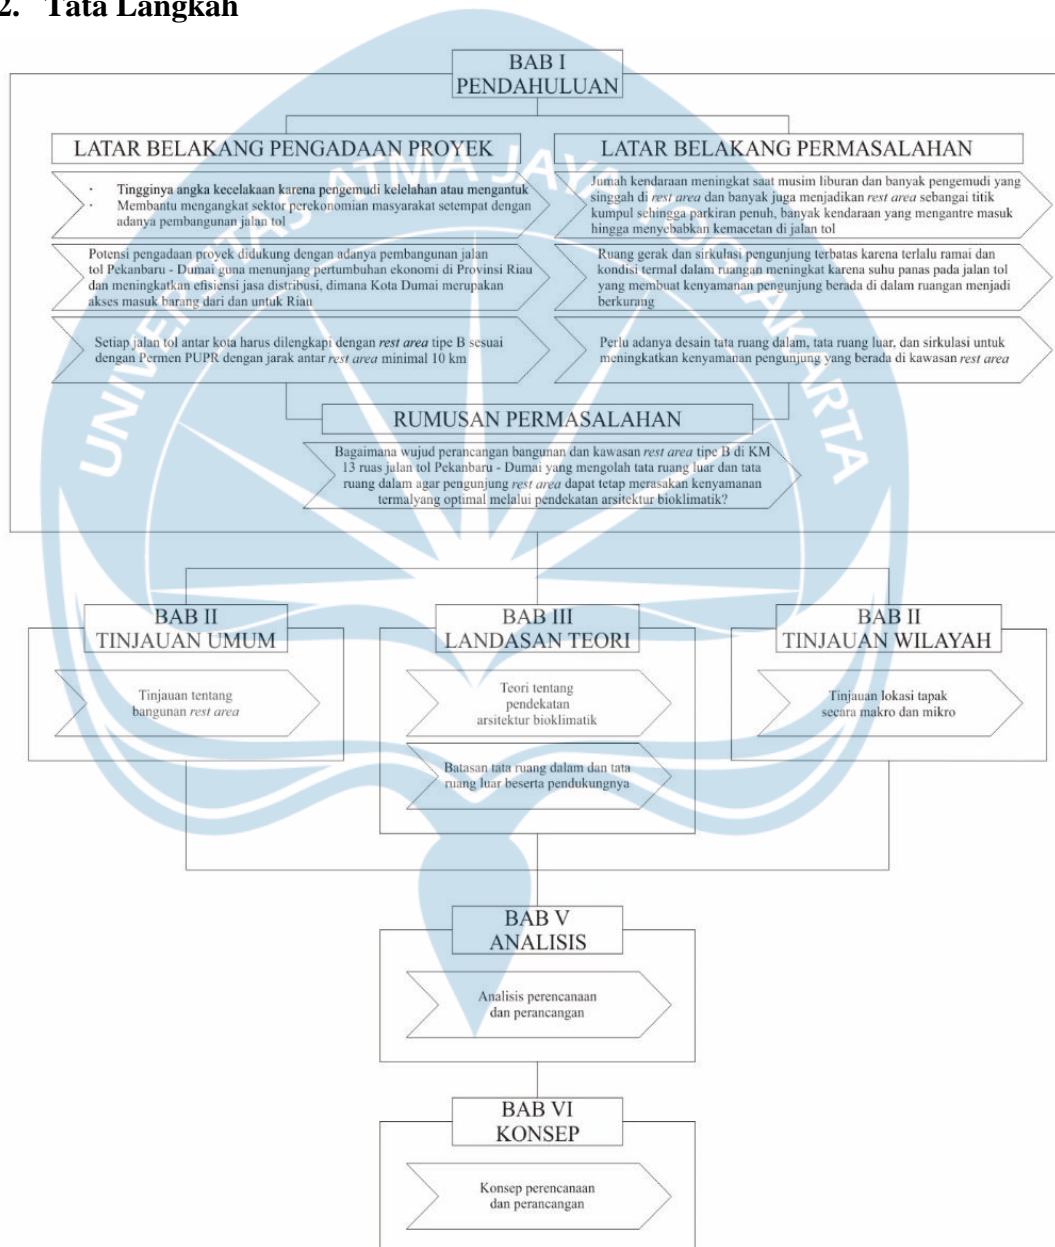 2. Tata Langkah
BAB I
PENDAHULUAN
LATAR BELAKANG PENGADAAN PROYEK
· Tingginya angka kecelakaan karena pengemudi kelelahan atau mengantuk
· Membantu mengangkat sektor perekonomian masyarakat setempat dengan
adanya pembangunan jalan tol
Potensi pengadaan proyek didukung dengan adanya pembangunan jalan
tol Pekanbaru - Dumai guna menunjang pertumbuhan ekonomi di Provinsi Riau
dan meningkatkan efisiensi jasa distribusi, dimana Kota Dumai merupakan
akses masuk barang dari dan untuk Riau
Setiap jalan tol antar kota harus dilengkapi dengan rest area tipe B sesuai
dengan Permen PUPR dengan jarak antar rest area minimal 10 km
LATAR BELAKANG PERMASALAHAN
Jumah kendaraan meningkat saat musim liburan dan banyak pengemudi yang
singgah di rest area dan banyak juga menjadikan rest area sebangai titik
kumpul sehingga parkiran penuh, banyak kendaraan yang mengantre masuk
hingga menyebabkan kemacetan di jalan tol
Ruang gerak dan sirkulasi pengunjung terbatas karena terlalu ramai dan
kondisi termal dalam ruangan meningkat karena suhu panas pada jalan tol
yang membuat kenyamanan pengunjung berada di dalam ruangan menjadi
berkurang
Perlu adanya desain tata ruang dalam, tata ruang luar, dan sirkulasi untuk
meningkatkan kenyamanan pengunjung yang berada di kawasan rest area
RUMUSAN PERMASALAHAN
Bagaimana wujud perancangan bangunan dan kawasan rest area tipe B di KM
13 ruas jalan tol Pekanbaru - Dumai yang mengolah tata ruang luar dan tata
ruang dalam agar pengunjung rest area dapat tetap merasakan kenyamanan
termalyang optimal melalui pendekatan arsitektur bioklimatik?
BAB II
TINJAUAN UMUM
Tinjauan tentang
bangunan rest area
BAB III
LANDASAN TEORI
Teori tentang
pendekatan
arsitektur bioklimatik
Batasan tata ruang dalam dan tata
ruang luar beserta pendukungnya
BAB II
TINJAUAN WILAYAH
Tinjauan lokasi tapak
secara makro dan mikro
BAB V
ANALISIS
Analisis perencanaan
dan perancangan
BAB VI
KONSEP
Konsep perencanaan
dan perancangan
UNIVERSITAS ATMA JAYA YOGYAKARTA